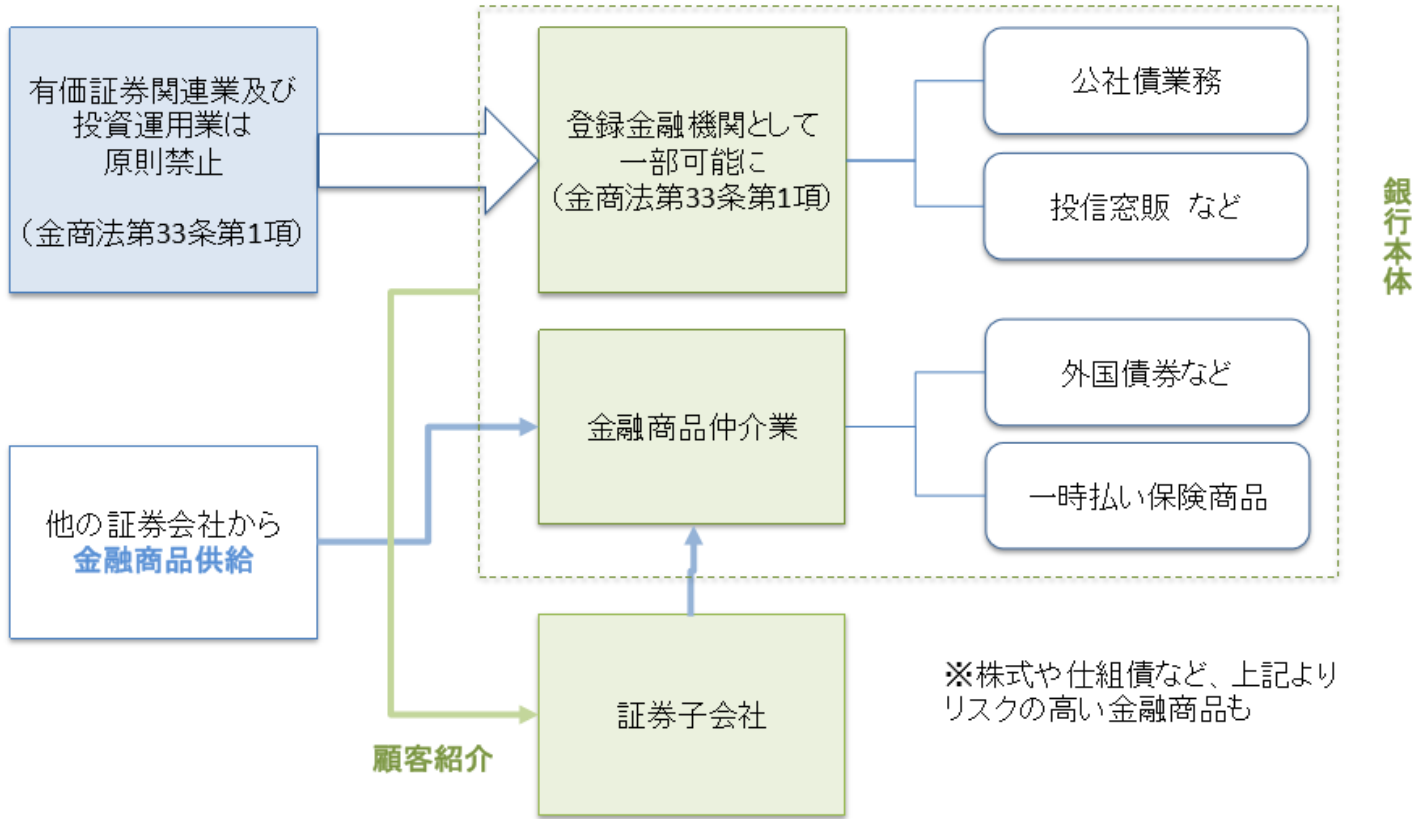 有価証券関連業及び
投資運用業は
原則禁止
(金商法第33条第1項)
登録金融機関として
一部可能に
(金商法第33条第1項)
公社債業務
投信窓販 など
銀行本体
金融商品仲介業
外国債券など
一時払い保険商品
他の証券会社から
金融商品供給
証券子会社
顧客紹介
※株式や仕組債など、上記より
リスクの高い金融商品も